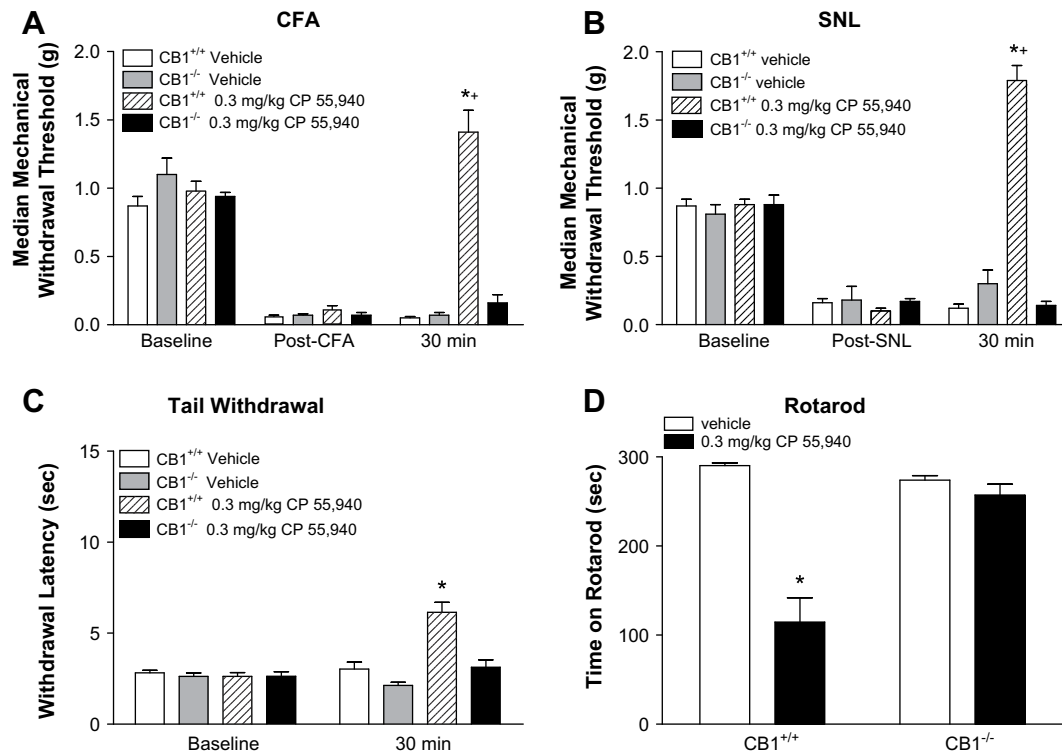 A
CFA
Median Mechanical
Withdrawal Threshold (g)
2.0
1.5
1.0
0.5
0.0
CB1+/+ Vehicle
CB1-/- Vehicle
CB1+/+ 0.3 mg/kg CP 55,940
CB1-/- 0.3 mg/kg CP 55,940
*+
Baseline
Post-CFA
30 min
B
SNL
Median Mechanical
Withdrawal Threshold (g)
2.0
1.5
1.0
0.5
0.0
CB1+/+ vehicle
CB1-/- vehicle
CB1+/+ 0.3 mg/kg CP 55,940
CB1-/- 0.3 mg/kg CP 55,940
*+
Baseline
Post-SNL
30 min
C
Tail Withdrawal
Withdrawal Latency (sec)
15
10
5
0
CB1+/+ Vehicle
CB1-/- Vehicle
CB1+/+ 0.3 mg/kg CP 55,940
CB1-/- 0.3 mg/kg CP 55,940
*
Baseline
30 min
D
Rotarod
vehicle
0.3 mg/kg CP 55,940
Time on Rotarod (sec)
300
200
100
0
*
CB1+/+
CB1-/-